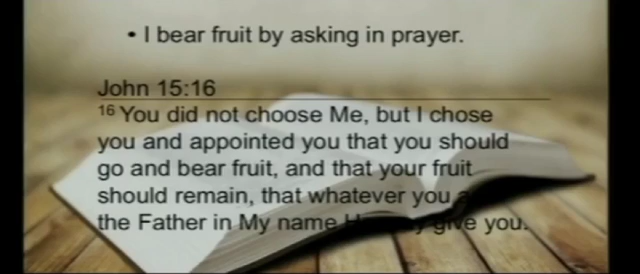 • I bear fruit by asking in prayer.
John 15:16
16 You did not choose Me, but I chose
you and appointed you that you should
go and bear fruit, and that your fruit
should remain, that whatever you
the Father in My name give you.